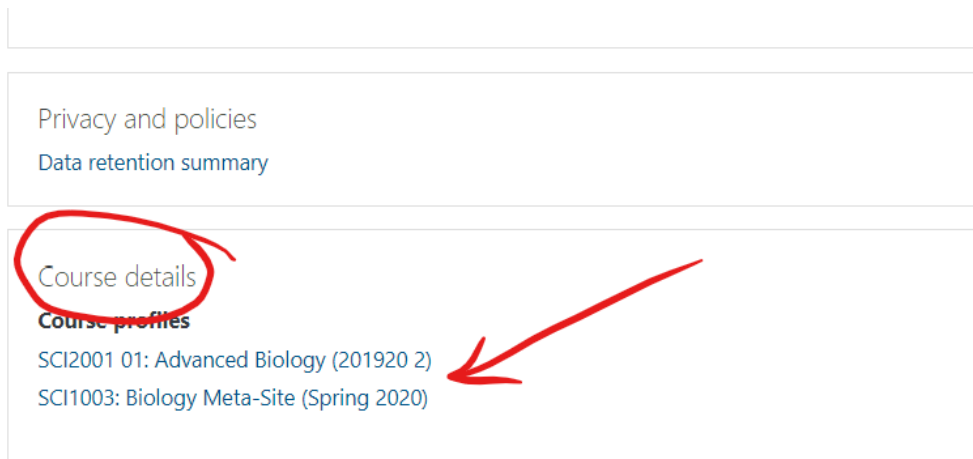 Privacy and policies
Data retention summary
Course details
Course profiles
SCI2001 01: Advanced Biology (201920 2)
SCI1003: Biology Meta-Site (Spring 2020)